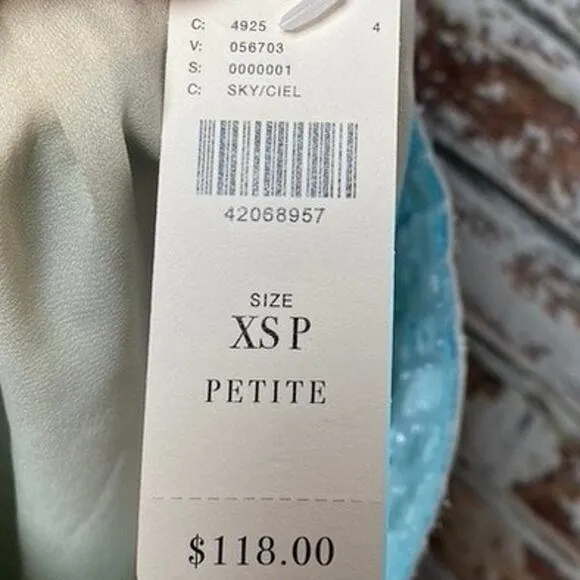 C: 4925 4
V: 056703
S: 0000001
C: SKY/CIEL
42068957
SIZE
XS P
PETITE
$118.00